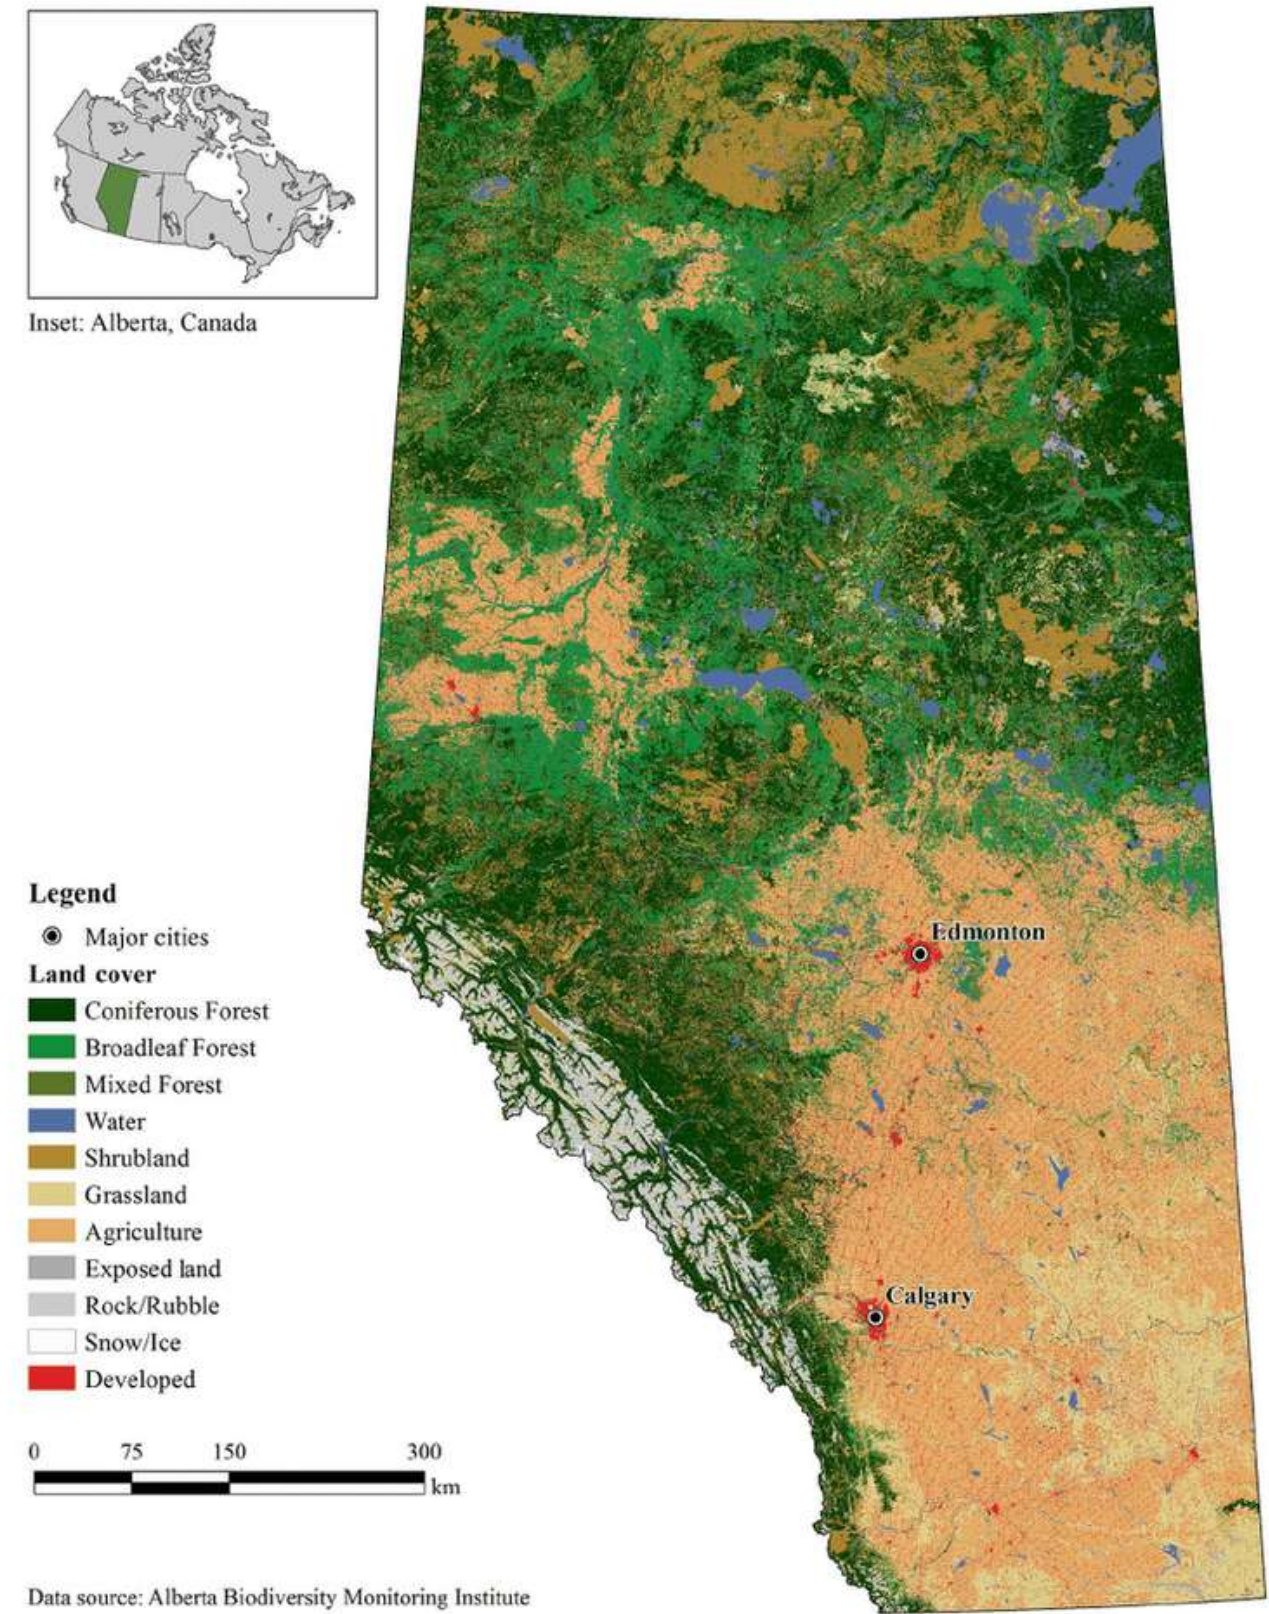 Inset: Alberta, Canada
Edmonton
Calgary
Legend
Major cities
Land cover
Coniferous Forest
Broadleaf Forest
Mixed Forest
Water
Shrubland
Grassland
Agriculture
Exposed land
Rock/Rubble
Snow/Ice
Developed
0 75 150 300
km
Data source: Alberta Biodiversity Monitoring Institute